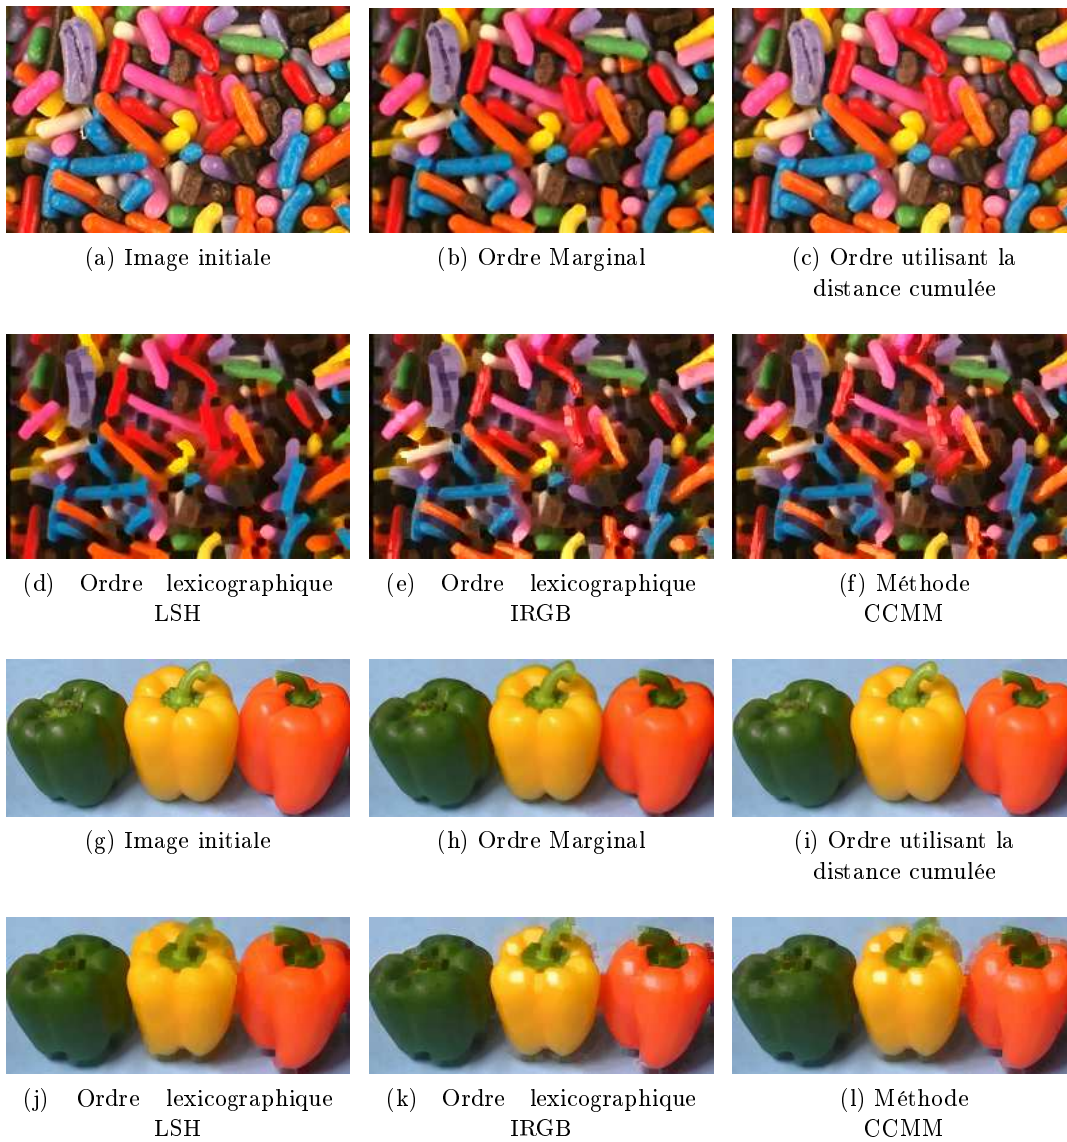 (a) Image initiale
(b) Ordre Marginal
(c) Ordre utilisant la
distance cumulée
(d) Ordre lexicographique
LSH
(e) Ordre lexicographique
IRGB
(f) Méthode
CCMM
(g) Image initiale
(h) Ordre Marginal
(i) Ordre utilisant la
distance cumulée
(j) Ordre lexicographique
LSH
(k) Ordre lexicographique
IRGB
(l) Méthode
CCMM